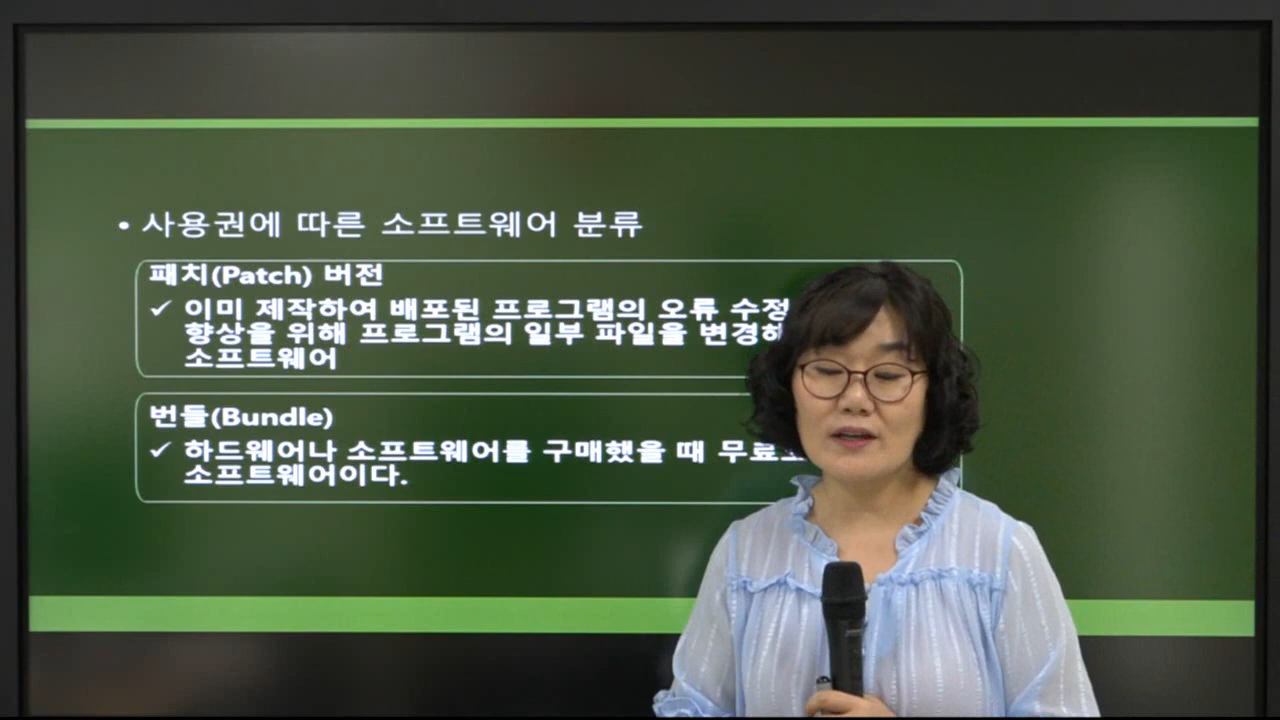 • 사용권에 따른 소프트웨어 분류
패치(Patch) 버전
✓ 이미 제작하여 배포된 프로그램의 오류 수정
향상을 위해 프로그램의 일부 파일을 변경해
소프트웨어
번들(Bundle)
✓ 하드웨어나 소프트웨어를 구매했을 때 무료로
소프트웨어이다.